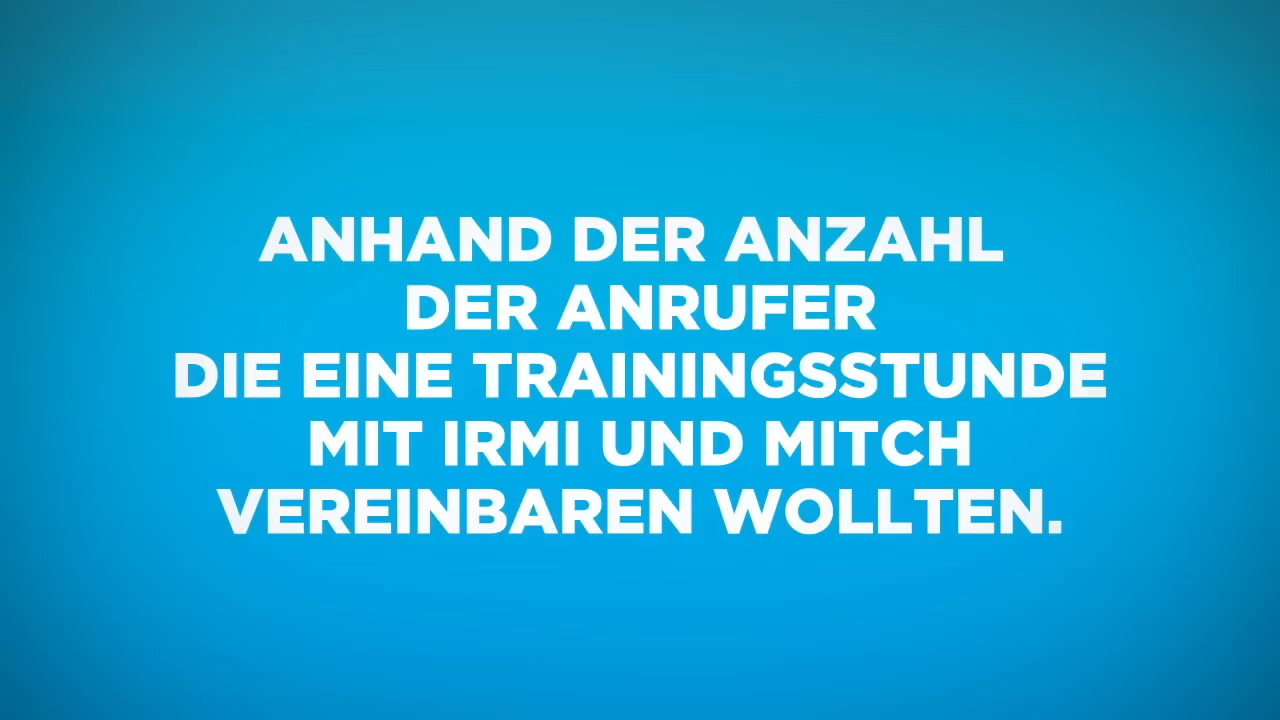 ANHAND DER ANZAHL
DER ANRUFER
DIE EINE TRAININGSSTUNDE
MIT IRMI UND MITCH
VEREINBAREN WOLLTEN.